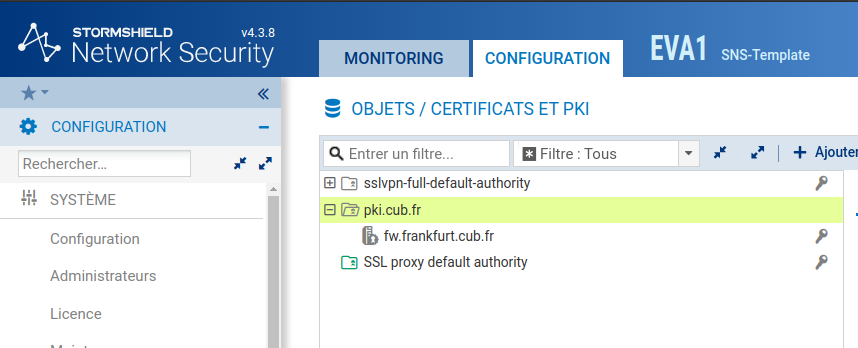 STORMSHIELD v4.3.8
Network Security
MONITORING CONFIGURATION EVA1 SNS-Template
CONFIGURATION
OBJETS / CERTIFICATS ET PKI
Rechercher...
Entrer un filtre... Filtre : Tous Ajouter
SYSTÈME
sslvpn-full-default-authority
pki.cub.fr
Configuration
fw.frankfurt.cub.fr
SSL proxy default authority
Administrateurs
Licence